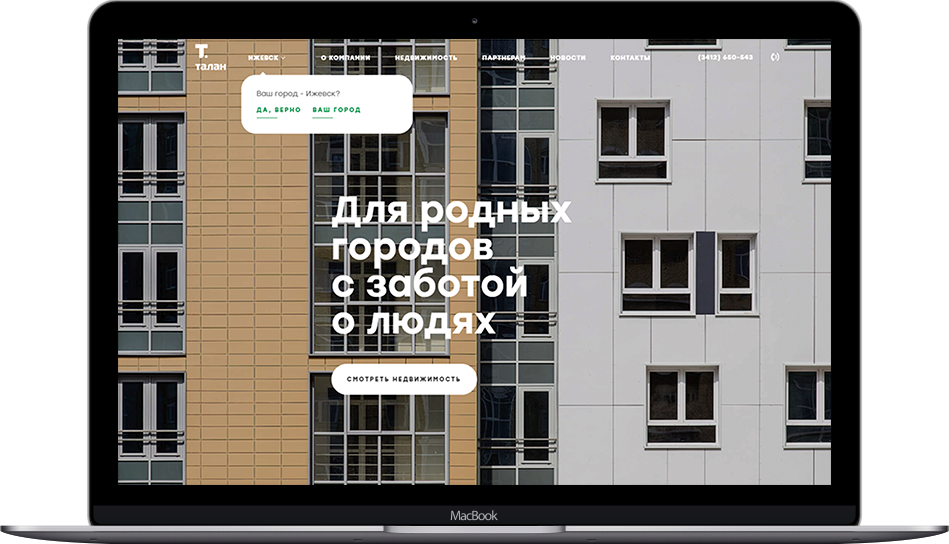 Т.
талан
ИЖЕВСК
О КОМПАНИИ
НЕДВИЖИМОСТЬ
ПАРТНЕРАМ
НОВОСТИ
КОНТАКТЫ
(3412) 650-543
Ваш город - Ижевск?
ДА, ВЕРНО ВАШ ГОРОД
Для родных
городов
с заботой
о людях
СМОТРЕТЬ НЕДВИЖИМОСТЬ
MacBook